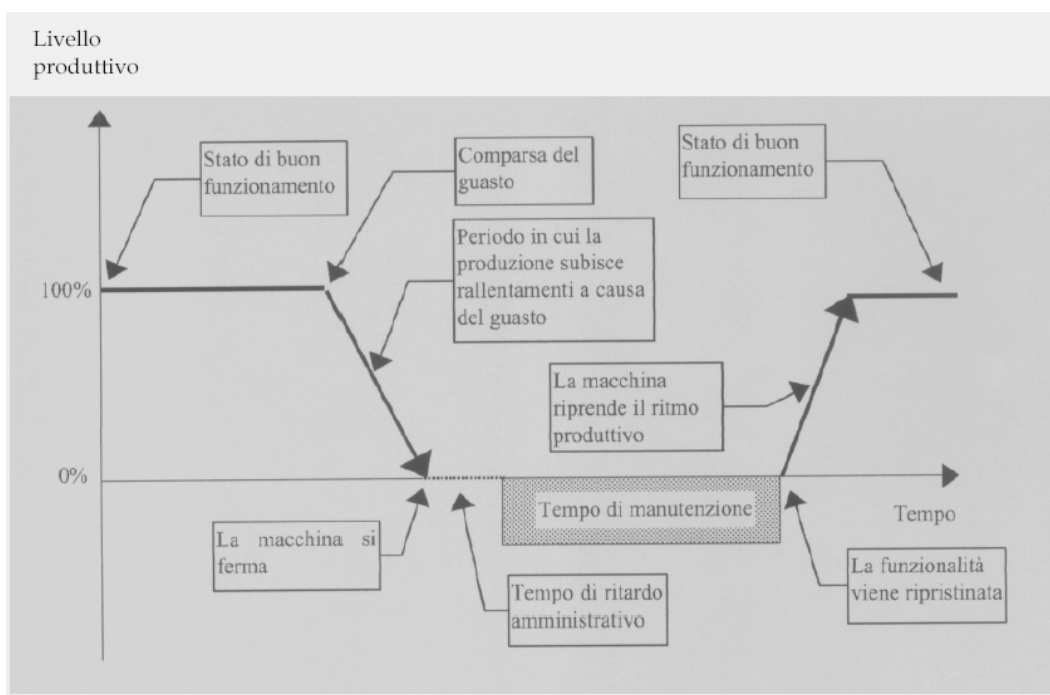 Livello
produttivo
Stato di buon
funzionamento
Comparsa del
guasto
Stato di buon
funzionamento
Periodo in cui la
produzione subisce
rallentamenti a causa
del guasto
100%
La macchina
riprende il ritmo
produttivo
0%
Tempo di manutenzione
Tempo
La macchina si
ferma
Tempo di ritardo
amministrativo
La funzionalità
viene ripristinata